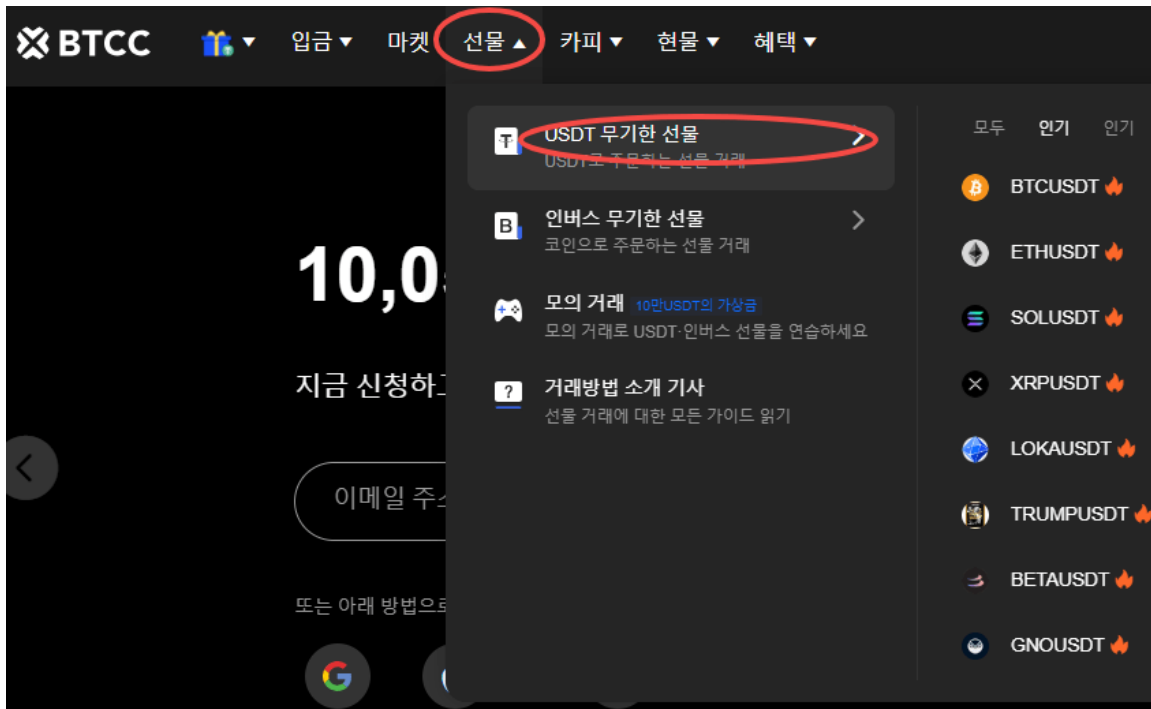 BTCC
입금 ▼ 마켓 선물 ▲ 카피 ▼ 현물 ▼ 혜택 ▼
USDT 무기한 선물
USDT로 주문하는 선물 거래
인버스 무기한 선물
코인으로 주문하는 선물 거래
모의 거래 10만USDT의 가상금
모의 거래로 USDT·인버스 선물을 연습하세요
거래방법 소개 기사
선물 거래에 대한 모든 가이드 읽기
모두 인기 인기
BTCUSDT
ETHUSDT
SOLUSDT
XRPUSDT
LOKAUSDT
TRUMPUSDT
BETAUSDT
GNOUSDT
10,0
지금 신청하
이메일 주
또는 아래 방법으